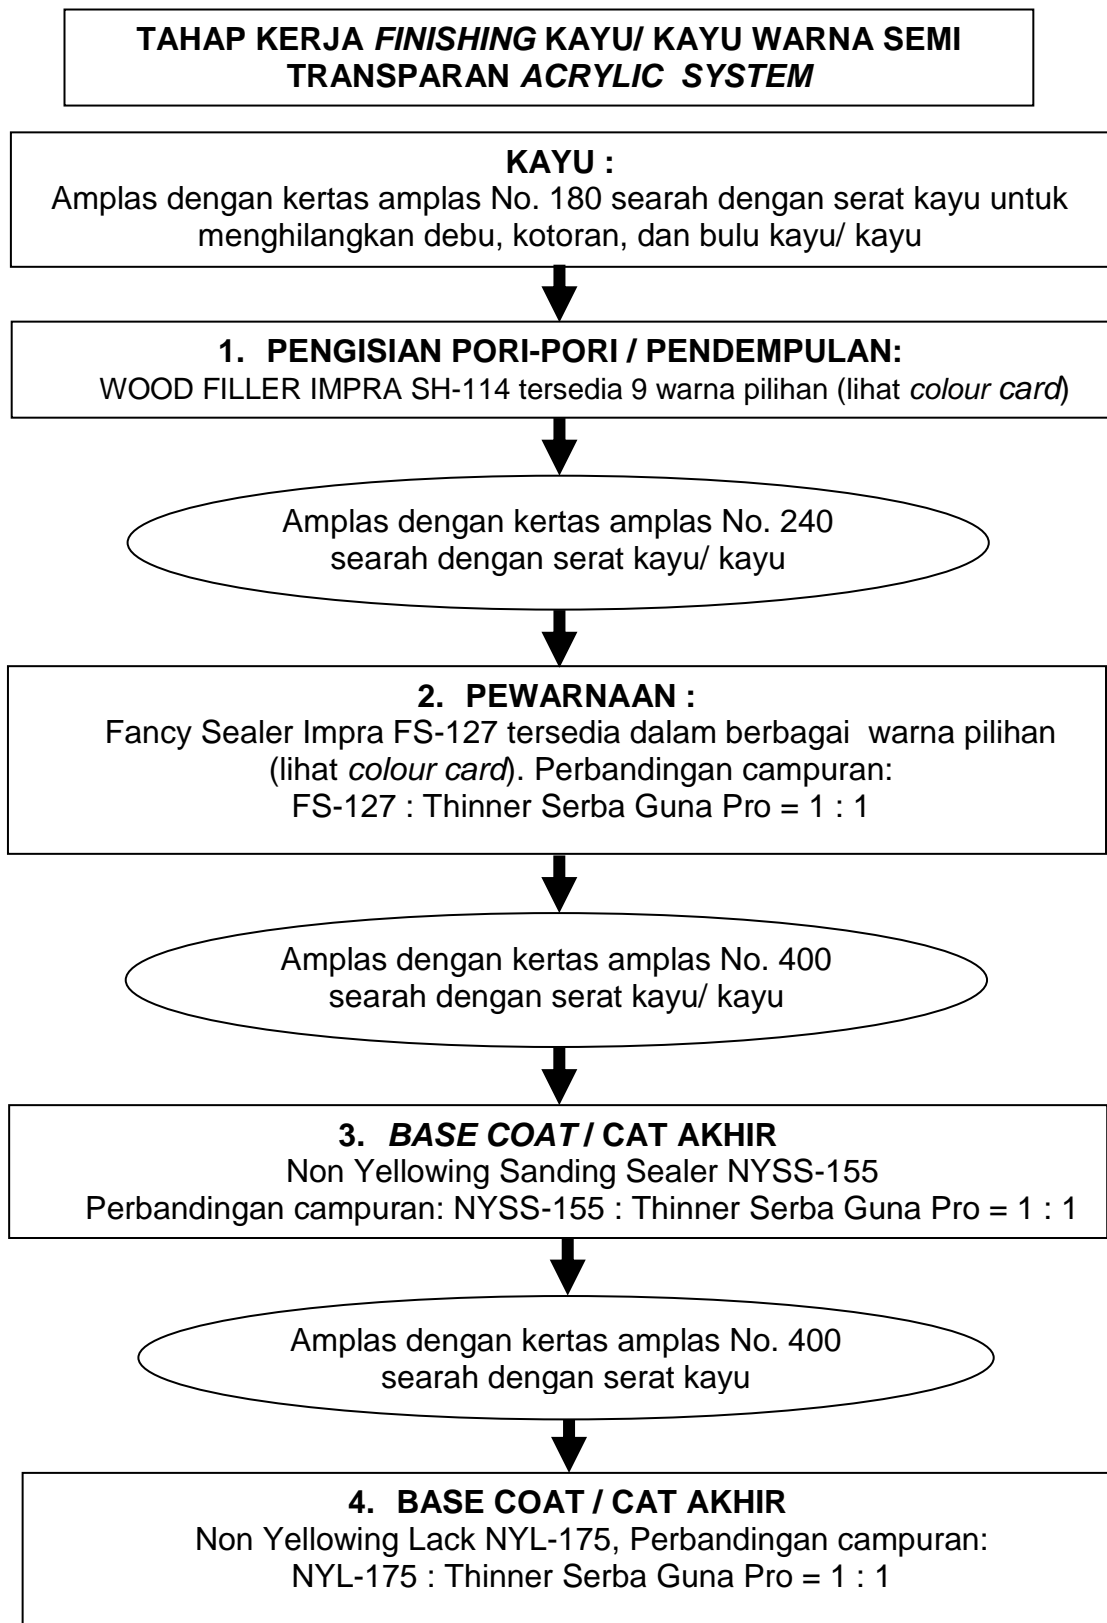 TAHAP KERJA FINISHING KAYU/ KAYU WARNA SEMI
TRANSPARAN ACRYLIC SYSTEM
KAYU :
Amplas dengan kertas amplas No. 180 searah dengan serat kayu untuk
menghilangkan debu, kotoran, dan bulu kayu/ kayu
1. PENGISIAN PORI-PORI / PENDEMPULAN:
WOOD FILLER IMPRA SH-114 tersedia 9 warna pilihan (lihat colour card)
Amplas dengan kertas amplas No. 240
searah dengan serat kayu/ kayu
2. PEWARNAAN :
Fancy Sealer Impra FS-127 tersedia dalam berbagai warna pilihan
(lihat colour card). Perbandingan campuran:
FS-127 : Thinner Serba Guna Pro = 1 : 1
Amplas dengan kertas amplas No. 400
searah dengan serat kayu/ kayu
3. BASE COAT / CAT AKHIR
Non Yellowing Sanding Sealer NYSS-155
Perbandingan campuran: NYSS-155 : Thinner Serba Guna Pro = 1 : 1
Amplas dengan kertas amplas No. 400
searah dengan serat kayu
4. BASE COAT / CAT AKHIR
Non Yellowing Lack NYL-175, Perbandingan campuran:
NYL-175 : Thinner Serba Guna Pro = 1 : 1